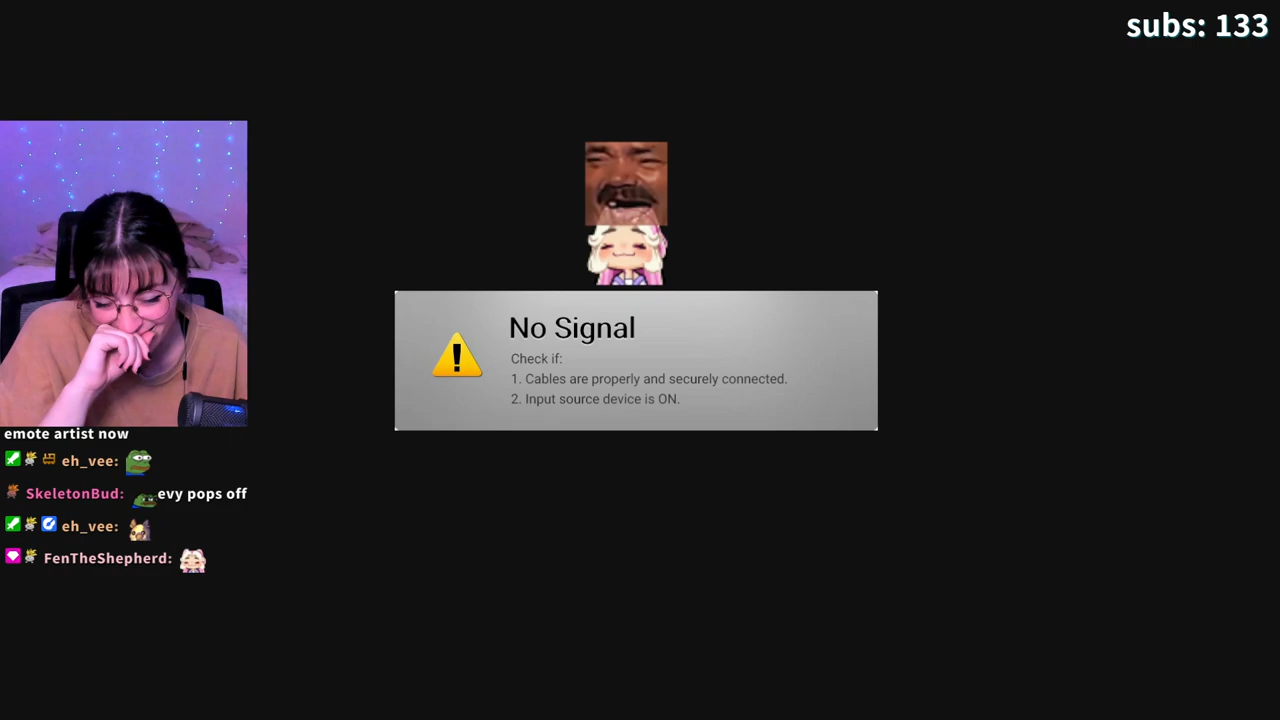 subs: 133
No Signal
Check if:
1. Cables are properly and securely connected.
2. Input source device is ON.
emote artist now
eh_vee:
SkeletonBud: evy pops off
eh_vee:
FenTheShepherd: